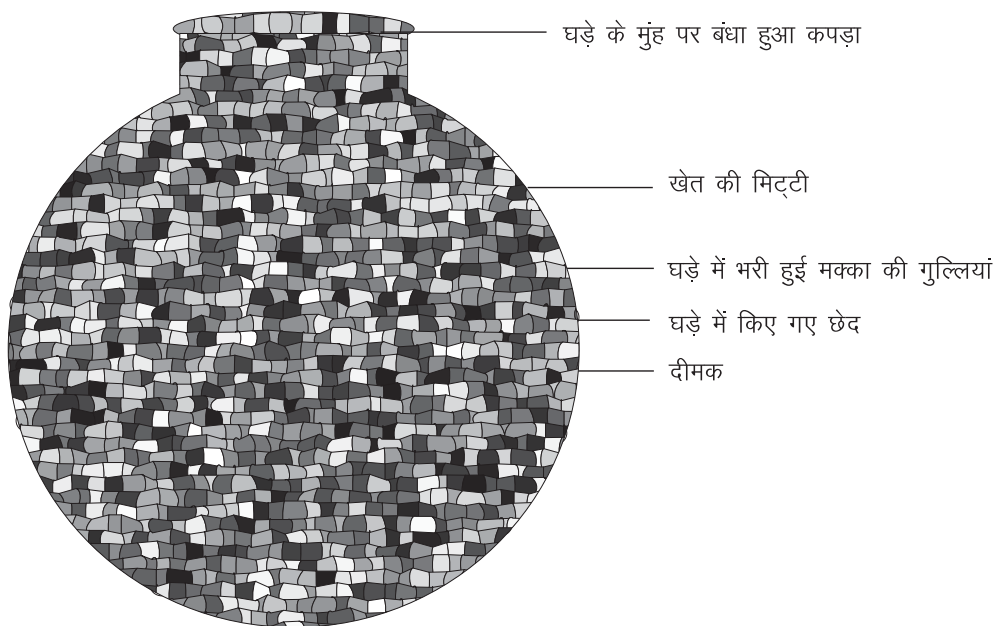 घड़े के मुंह पर बंधा हुआ कपड़ा
खेत की मिट्टी
घड़े में भरी हुई मक्का की गुल्लियां
घड़े में किए गए छेद
दीमक